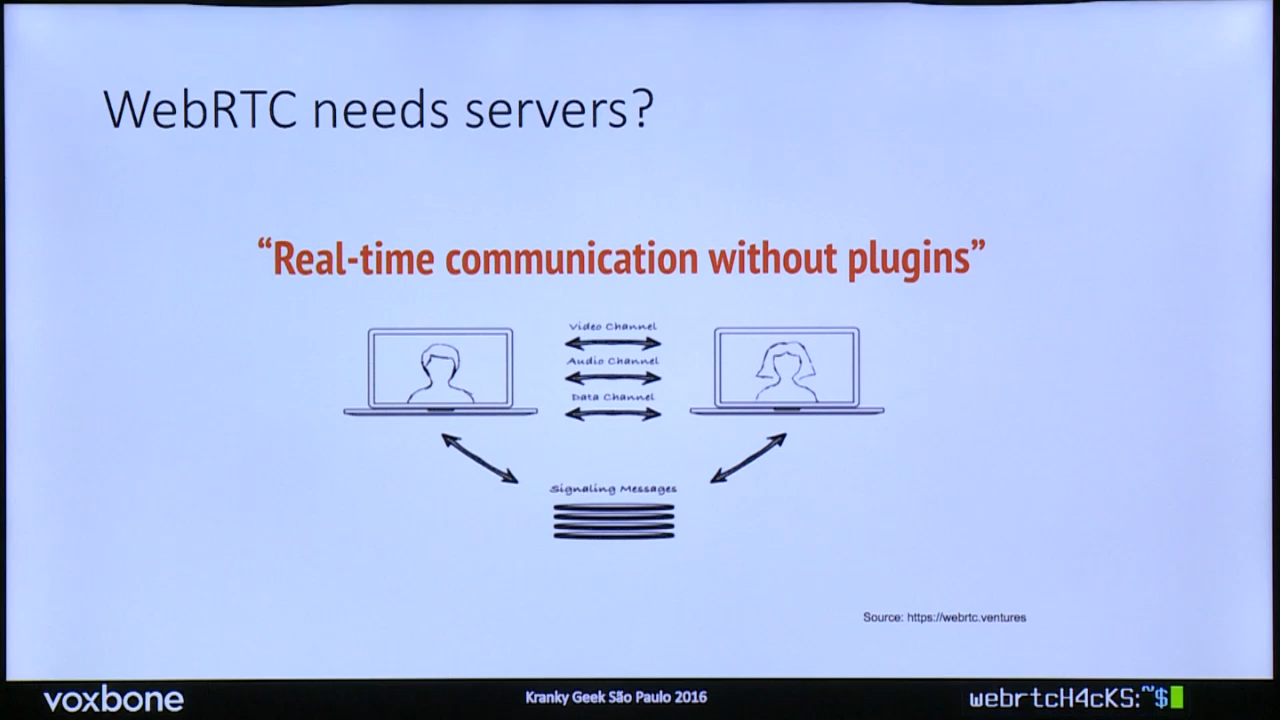 WebRTC needs servers?
“Real-time communication without plugins”
Video Channel
Audio Channel
Data Channel
Signaling Messages
Source: https://webrtc.ventures
voxbone
Kranky Geek São Paulo 2016
webrtcH4cKS:~$